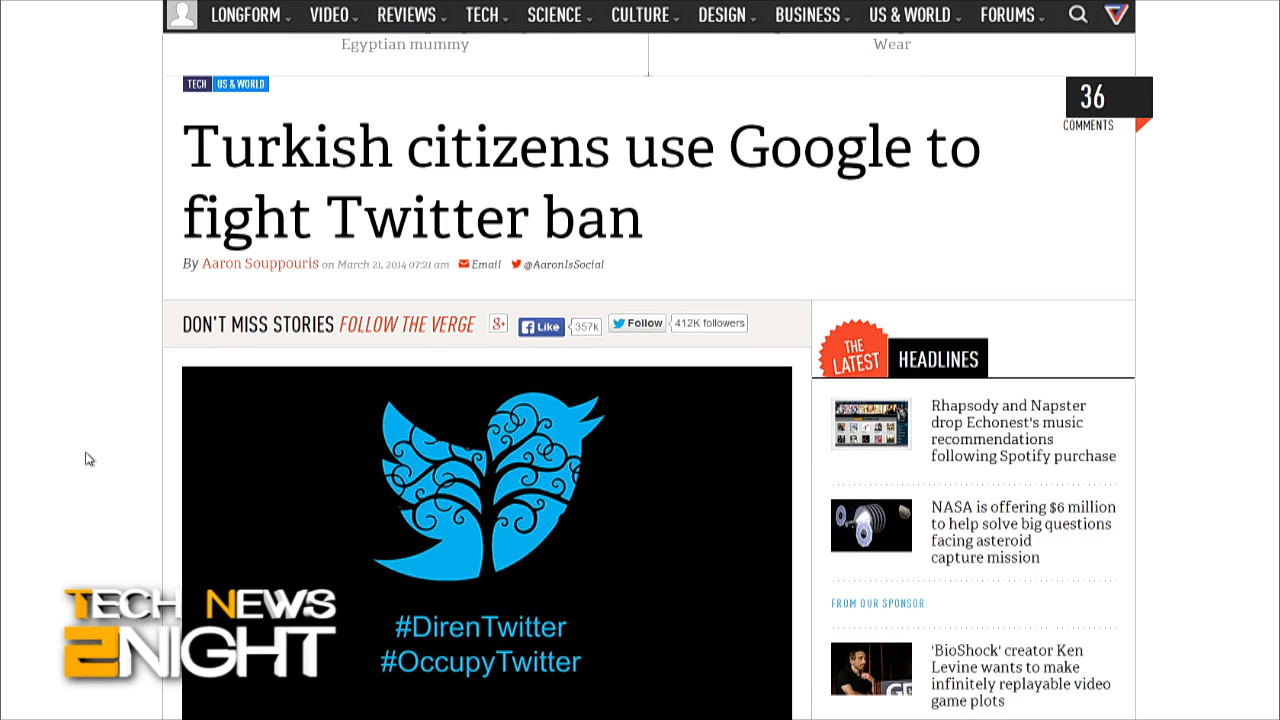 LONGFORM VIDEO REVIEWS TECH SCIENCE CULTURE DESIGN BUSINESS US & WORLD FORUMS
Egyptian mummy
Wear
TECH US & WORLD
36
COMMENTS
Turkish citizens use Google to
fight Twitter ban
By Aaron Souppouris on March 21, 2014 07:21 am Email @AaronIsSocial
DON'T MISS STORIES FOLLOW THE VERGE
8+ Like 357k Follow 412K followers
#DirenTwitter
#OccupyTwitter
THE LATEST HEADLINES
Rhapsody and Napster
drop Echonest's music
recommendations
following Spotify purchase
NASA is offering $6 million
to help solve big questions
facing asteroid
capture mission
FROM OUR SPONSOR
'BioShock' creator Ken
Levine wants to make
infinitely replayable video
game plots
TECH NEWS
2NIGHT